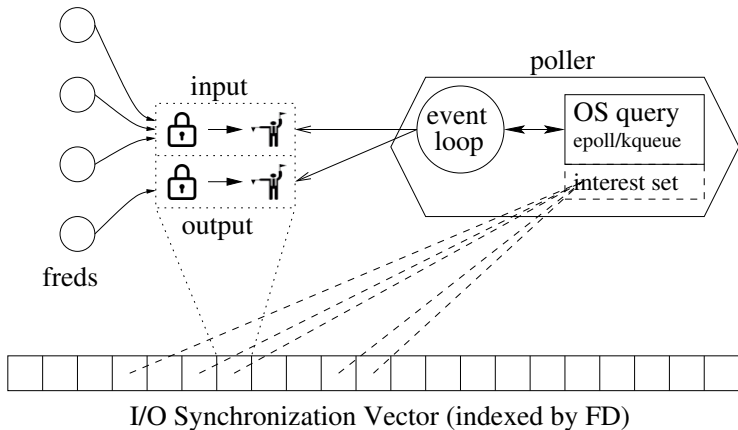 poller
input
event
loop
OS query
epoll/kqueue
interest set
output
freds
I/O Synchronization Vector (indexed by FD)